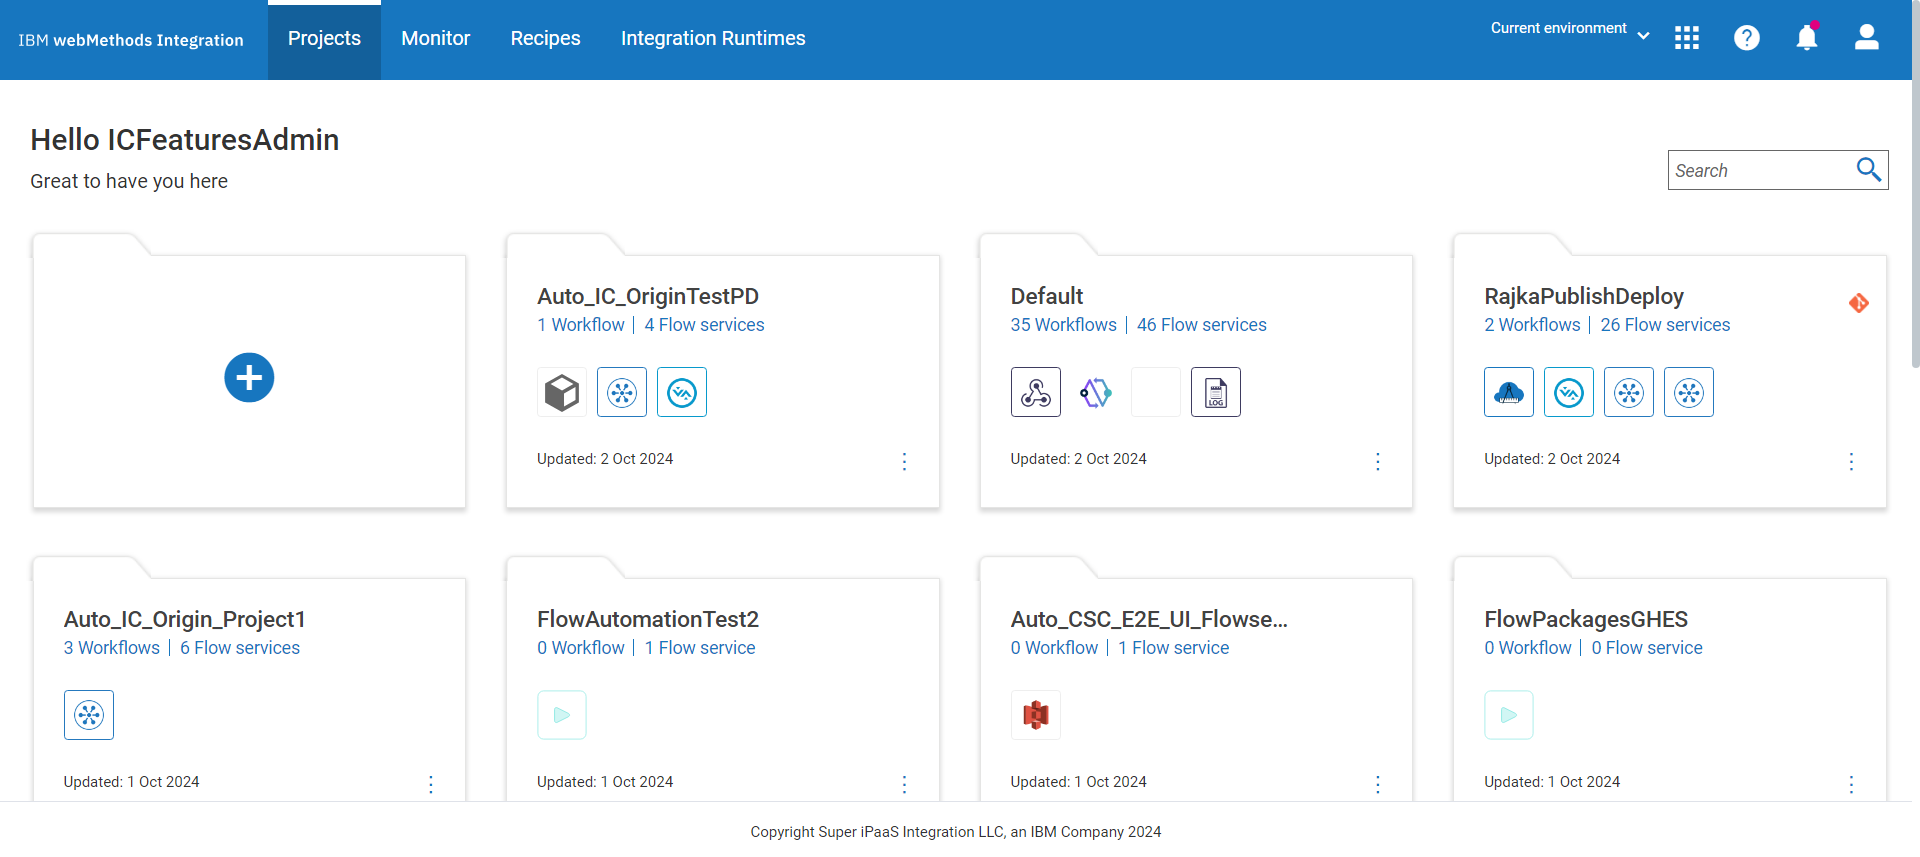 IBM webMethods Integration
Projects
Monitor
Recipes
Integration Runtimes
Current environment
Hello ICFeaturesAdmin
Great to have you here
Search
Auto_IC_OriginTestPD
1 Workflow | 4 Flow services
Updated: 2 Oct 2024
Default
35 Workflows | 46 Flow services
LOG
Updated: 2 Oct 2024
RajkaPublishDeploy
2 Workflows | 26 Flow services
Updated: 2 Oct 2024
Auto_IC_Origin_Project1
3 Workflows | 6 Flow services
Updated: 1 Oct 2024
FlowAutomationTest2
0 Workflow | 1 Flow service
Updated: 1 Oct 2024
Auto_CSC_E2E_UI_Flowse...
0 Workflow | 1 Flow service
Updated: 1 Oct 2024
FlowPackagesGHES
0 Workflow | 0 Flow service
Updated: 1 Oct 2024
Copyright Super iPaaS Integration LLC, an IBM Company 2024